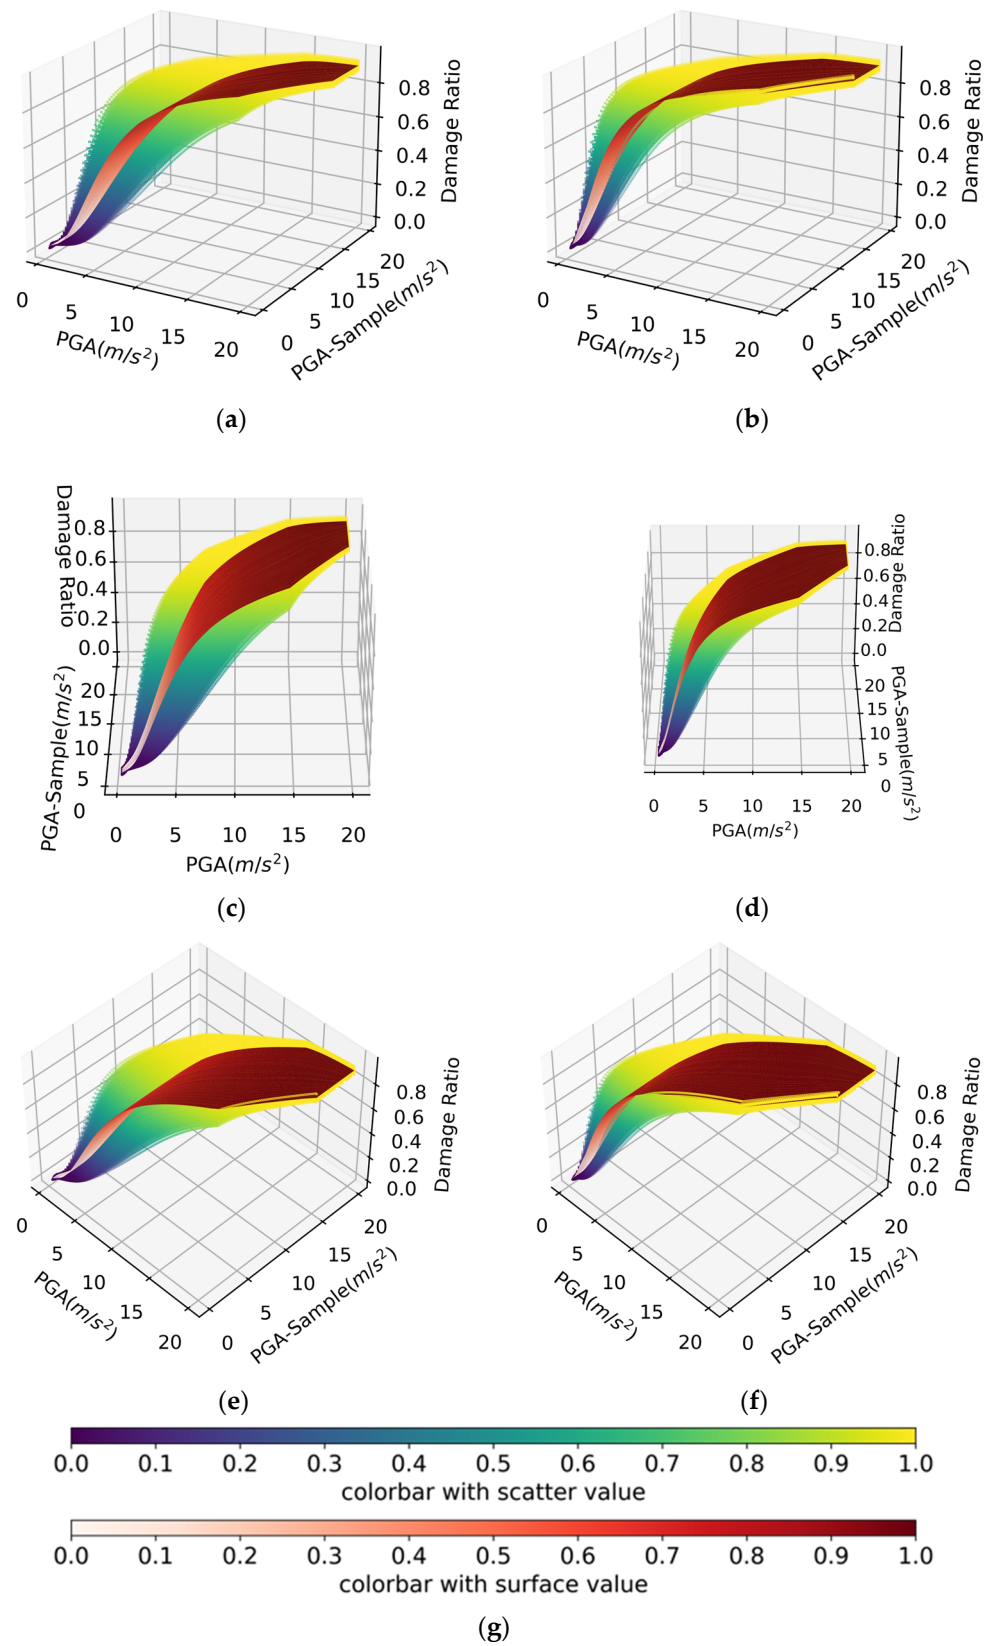 0.8
0.6
0.4
0.2
0.0
Damage Ratio
0
5
10
15
20
PGA(m/s²)
0
5
10
15
20
PGA-Sample(m/s²)
(a)
0.8
0.6
0.4
0.2
0.0
Damage Ratio
0
5
10
15
20
PGA(m/s²)
0
5
10
15
20
PGA-Sample(m/s²)
(b)
Damage Ratio
0.8
0.6
0.4
0.2
0.0
PGA-Sample(m/s²)
20
15
10
5
0
0 5 10 15 20
PGA(m/s²)
(c)
Damage Ratio
0.8
0.6
0.4
0.2
0.0
PGA-Sample(m/s²)
20
15
10
5
0
0 5 10 15 20
PGA(m/s²)
(d)
0.8
0.6
0.4
0.2
0.0
Damage Ratio
0
5
10
15
20
PGA(m/s²)
0
5
10
15
20
PGA-Sample(m/s²)
(e)
0.8
0.6
0.4
0.2
0.0
Damage Ratio
0
5
10
15
20
PGA(m/s²)
0
5
10
15
20
PGA-Sample(m/s²)
(f)
0.0 0.1 0.2 0.3 0.4 0.5 0.6 0.7 0.8 0.9 1.0
colorbar with scatter value
0.0 0.1 0.2 0.3 0.4 0.5 0.6 0.7 0.8 0.9 1.0
colorbar with surface value
(g)